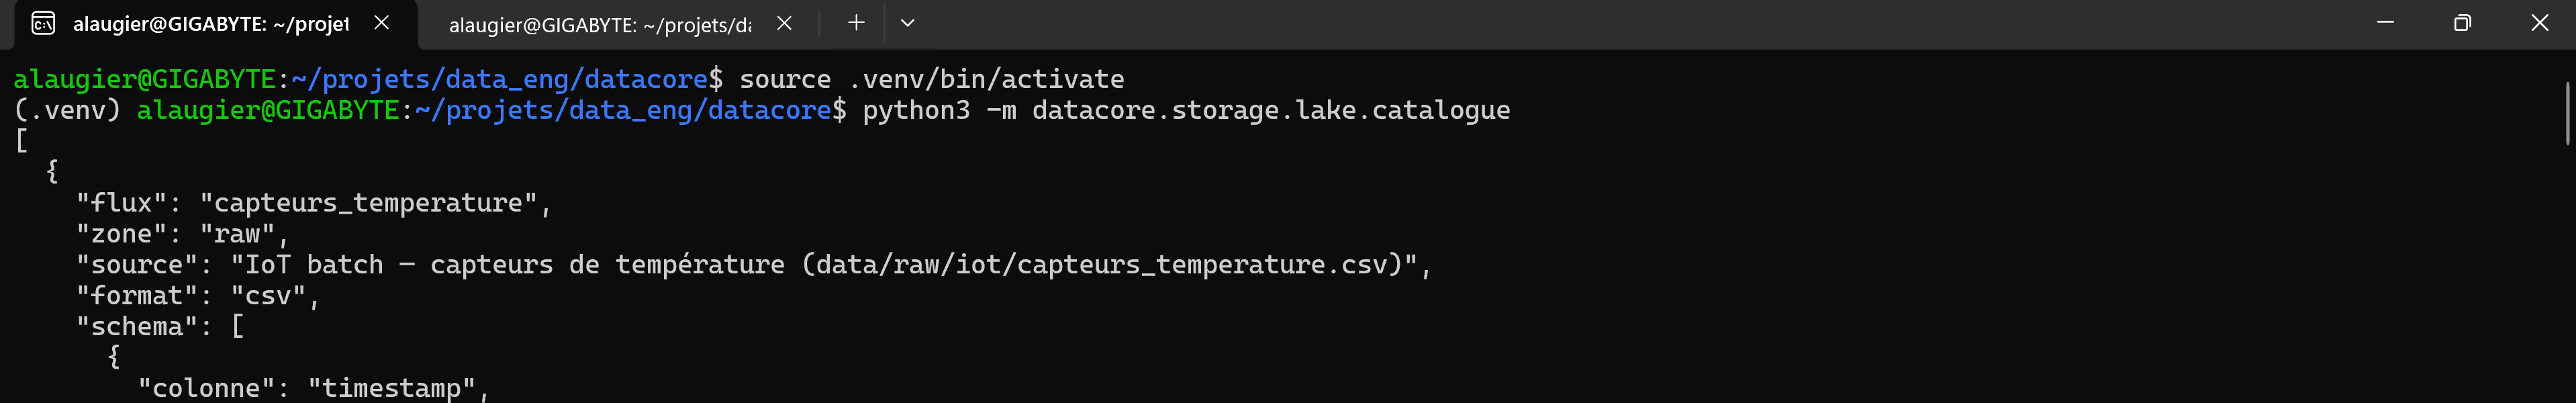 alaugier@GIGABYTE: ~/projet
alaugier@GIGABYTE: ~/projets/da
alaugier@GIGABYTE:~/projets/data_eng/datacore$ source .venv/bin/activate
(.venv) alaugier@GIGABYTE:~/projets/data_eng/datacore$ python3 -m datacore.storage.lake.catalogue
[
  {
    "flux": "capteurs_temperature",
    "zone": "raw",
    "source": "IoT batch — capteurs de température (data/raw/iot/capteurs_temperature.csv)",
    "format": "csv",
    "schema": [
      {
        "colonne": "timestamp",